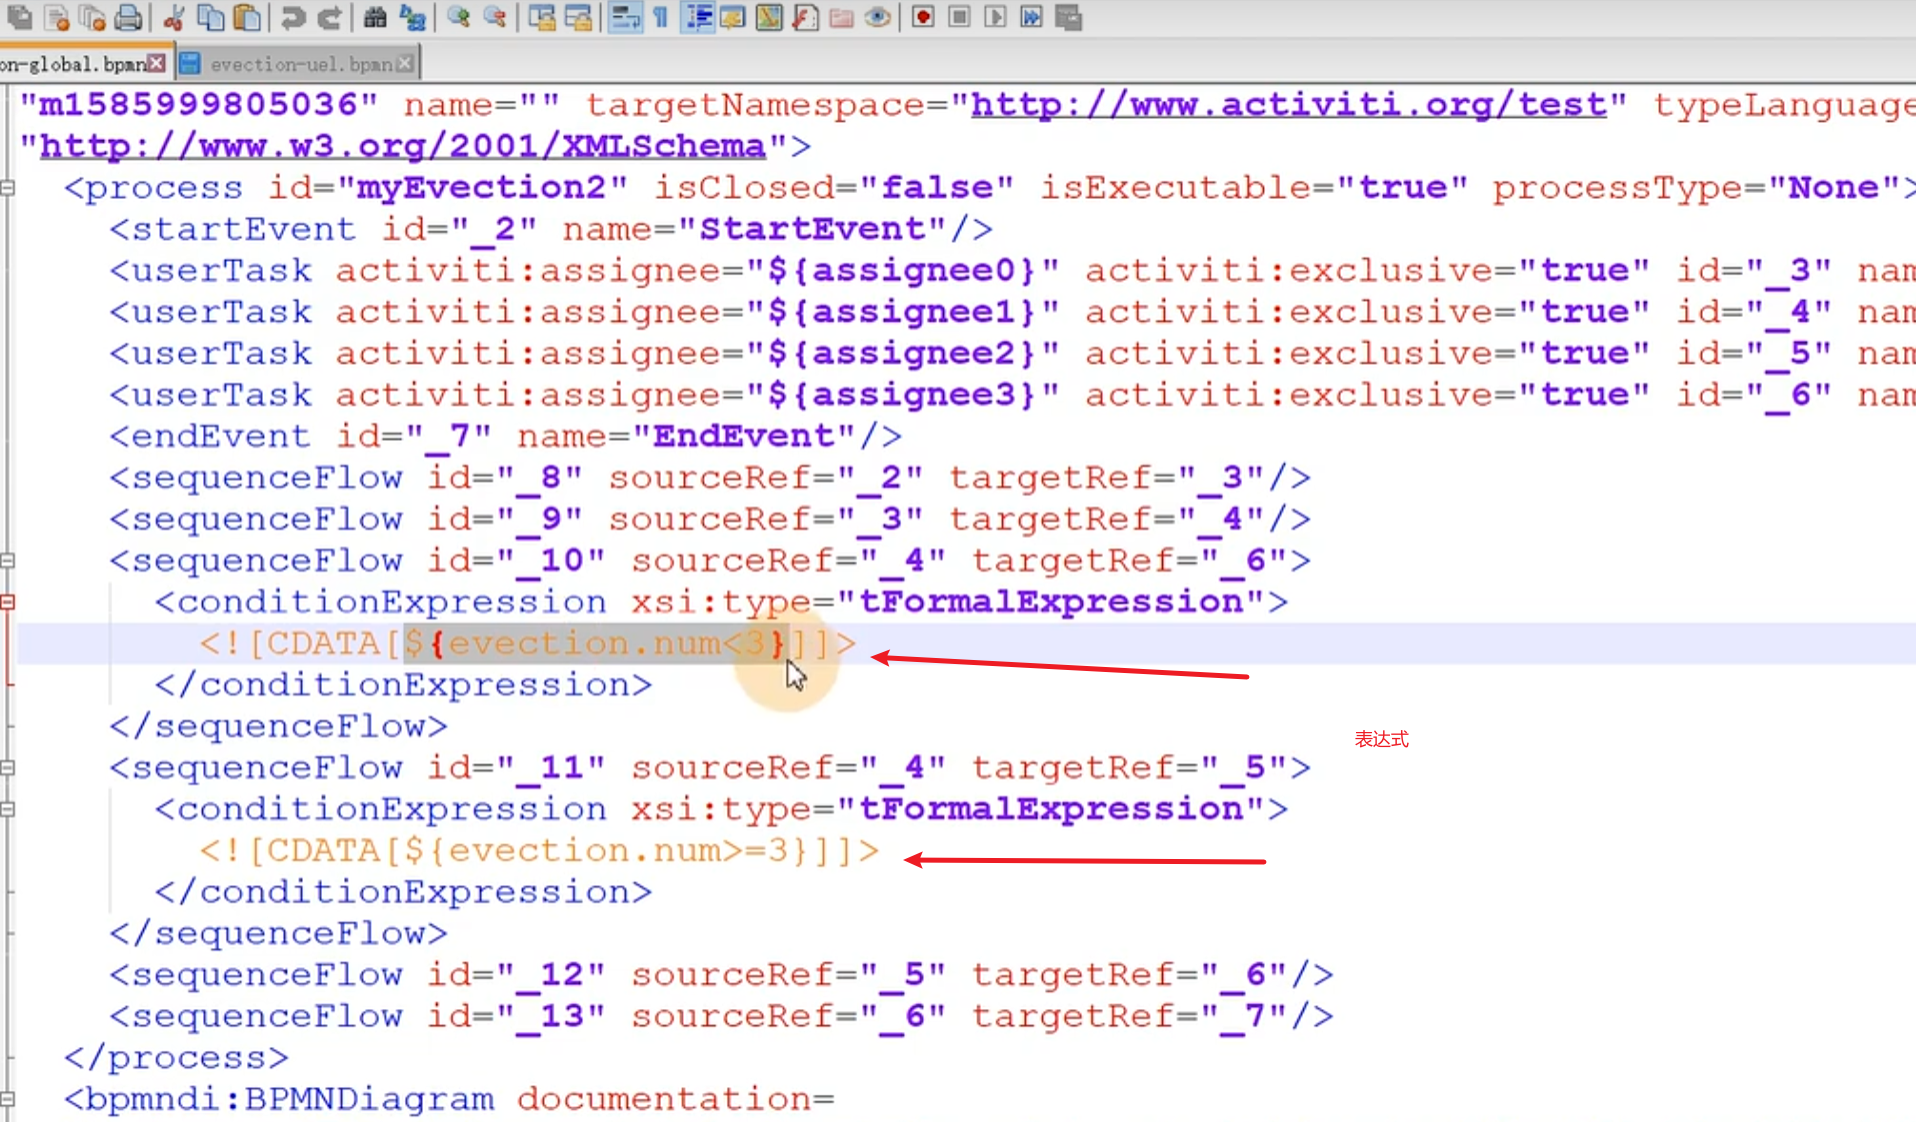 on-global.bpmn evection-uel.bpmn
"m1585999805036" name="" targetNamespace="http://www.activiti.org/test" typeLanguage
"http://www.w3.org/2001/XMLSchema">
<process id="myEvection2" isClosed="false" isExecutable="true" processType="None">
<startEvent id="_2" name="StartEvent"/>
<userTask activiti:assignee="${assignee0}" activiti:exclusive="true" id="_3" nam
<userTask activiti:assignee="${assignee1}" activiti:exclusive="true" id="_4" nam
<userTask activiti:assignee="${assignee2}" activiti:exclusive="true" id="_5" nam
<userTask activiti:assignee="${assignee3}" activiti:exclusive="true" id="_6" nam
<endEvent id="_7" name="EndEvent"/>
<sequenceFlow id="_8" sourceRef="_2" targetRef="_3"/>
<sequenceFlow id="_9" sourceRef="_3" targetRef="_4"/>
<sequenceFlow id="_10" sourceRef="_4" targetRef="_6">
<conditionExpression xsi:type="tFormalExpression">
<![CDATA[${evection.num<3}]]>
</conditionExpression>
</sequenceFlow>
表达式
<sequenceFlow id="_11" sourceRef="_4" targetRef="_5">
<conditionExpression xsi:type="tFormalExpression">
<![CDATA[${evection.num>=3}]]>
</conditionExpression>
</sequenceFlow>
<sequenceFlow id="_12" sourceRef="_5" targetRef="_6"/>
<sequenceFlow id="_13" sourceRef="_6" targetRef="_7"/>
</process>
<bpmndi:BPMNDiagram documentation=